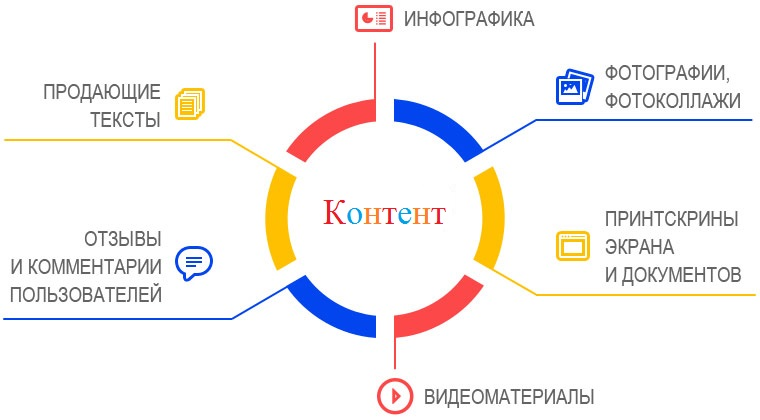 ИНФОГРАФИКА
ФОТОГРАФИИ,
ФОТОКОЛЛАЖИ
ПРОДАЮЩИЕ
ТЕКСТЫ
Контент
ПРИНТСКРИНЫ
ЭКРАНА
И ДОКУМЕНТОВ
ОТЗЫВЫ
И КОММЕНТАРИИ
ПОЛЬЗОВАТЕЛЕЙ
ВИДЕОМАТЕРИАЛЫ